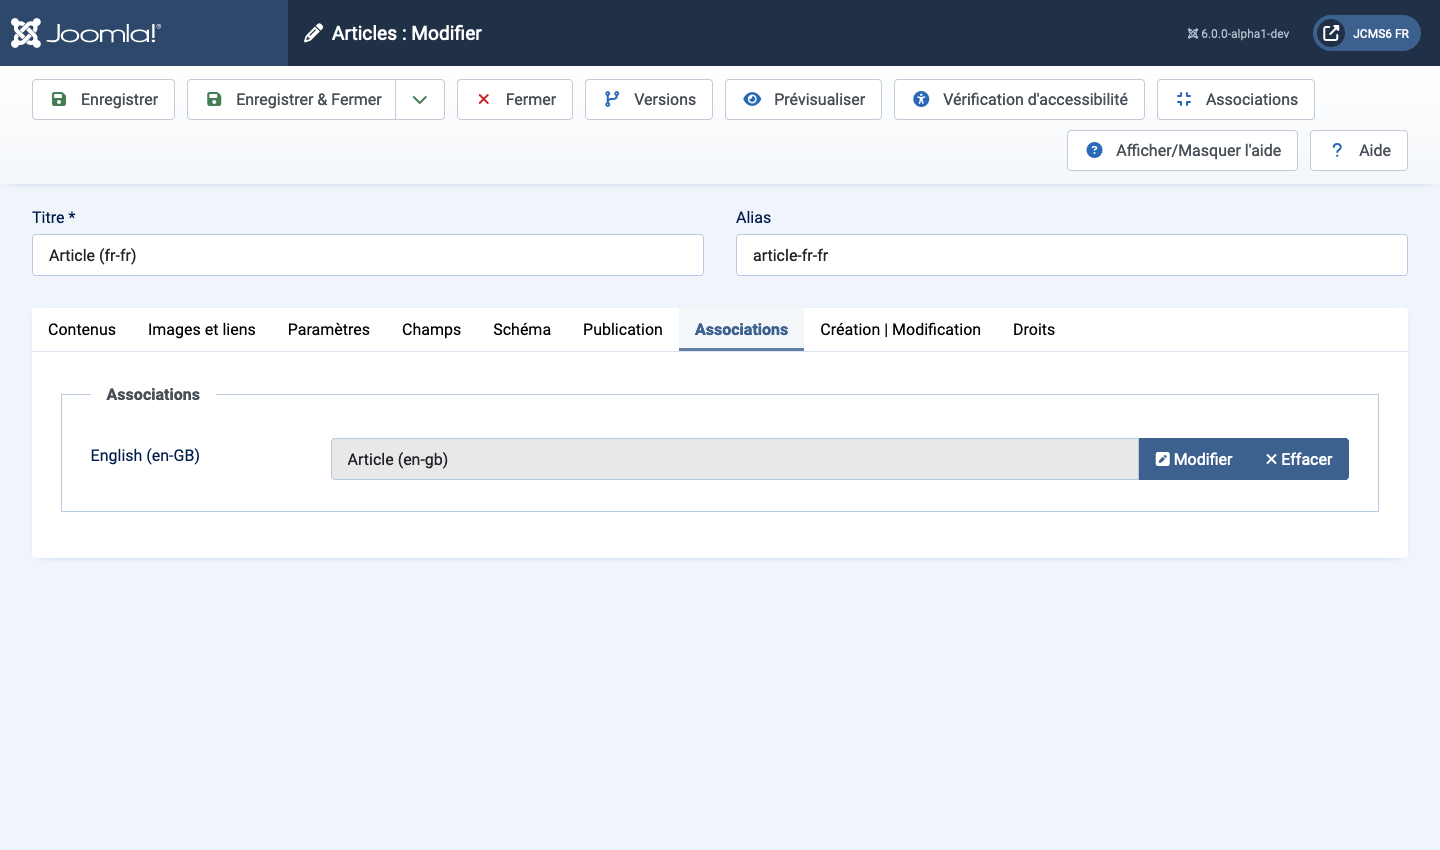 Joomla!®
Articles : Modifier
6.0.0-alpha1-dev
JCMS6 FR
Enregistrer
Enregistrer & Fermer
Fermer
Versions
Prévisualiser
Vérification d'accessibilité
Associations
Afficher/Masquer l'aide
? Aide
Titre *
Alias
Article (fr-fr)
article-fr-fr
Contenus
Images et liens
Paramètres
Champs
Schéma
Publication
Associations
Création | Modification
Droits
Associations
English (en-GB)
Article (en-gb)
Modifier
Effacer